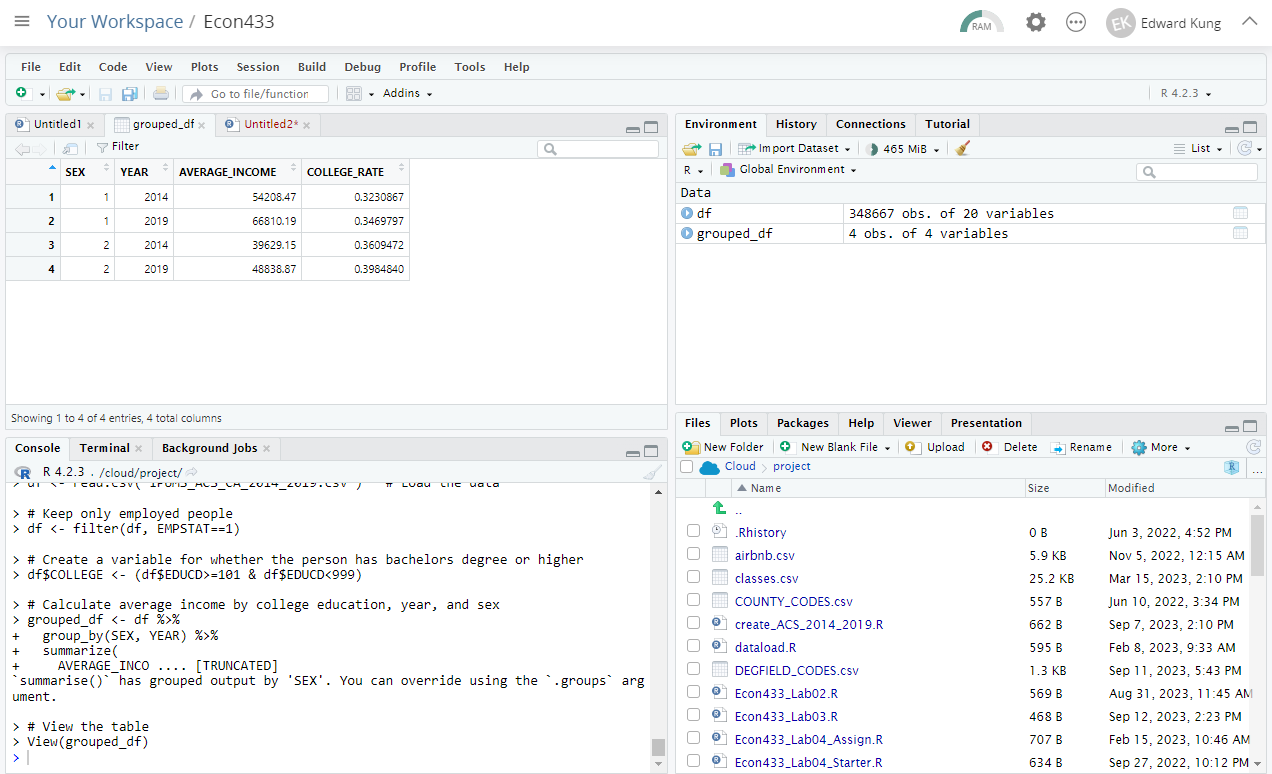 Your Workspace / Econ433
RAM
EK
Edward Kung
File Edit Code View Plots Session Build Debug Profile Tools Help
Go to file/function
Addins
R 4.2.3
Untitled1
grouped_df
Untitled2*
Filter
SEX YEAR AVERAGE_INCOME COLLEGE_RATE
1 1 2014 54208.47 0.3230867
2 1 2019 66810.19 0.3469797
3 2 2014 39629.15 0.3609472
4 2 2019 48838.87 0.3984840
Showing 1 to 4 of 4 entries, 4 total columns
Console Terminal Background Jobs
R 4.2.3 . /cloud/project/
> df <- read.csv("IPUMS_ACS_CA_2014_2019.csv") # Load the data
> # Keep only employed people
> df <- filter(df, EMPSTAT==1)
> # Create a variable for whether the person has bachelors degree or higher
> df$COLLEGE <- (df$EDUCD>=101 & df$EDUCD<999)
> # Calculate average income by college education, year, and sex
> grouped_df <- df %>%
+ group_by(SEX, YEAR) %>%
+ summarize(
+ AVERAGE_INCO .... [TRUNCATED]
`summarise()` has grouped output by 'SEX'. You can override using the `.groups` arg
ument.
> # View the table
> View(grouped_df)
>
Environment History Connections Tutorial
Import Dataset
465 MiB
List
R
Global Environment
Data
df 348667 obs. of 20 variables
grouped_df 4 obs. of 4 variables
Files Plots Packages Help Viewer Presentation
New Folder New Blank File Upload Delete Rename More
Cloud project
R
...
Name Size Modified
..
.Rhistory 0 B Jun 3, 2022, 4:52 PM
airbnb.csv 5.9 KB Nov 5, 2022, 12:15 AM
classes.csv 25.2 KB Mar 15, 2023, 2:10 PM
COUNTY_CODES.csv 557 B Jun 10, 2022, 3:34 PM
create_ACS_2014_2019.R 662 B Sep 7, 2023, 2:10 PM
dataload.R 595 B Feb 8, 2023, 9:33 AM
DEGFIELD_CODES.csv 1.3 KB Sep 11, 2023, 5:43 PM
Econ433_Lab02.R 569 B Aug 31, 2023, 11:45 AM
Econ433_Lab03.R 468 B Sep 12, 2023, 2:23 PM
Econ433_Lab04_Assign.R 707 B Feb 15, 2023, 10:46 AM
Econ433_Lab04_Starter.R 634 B Sep 27, 2022, 10:12 PM